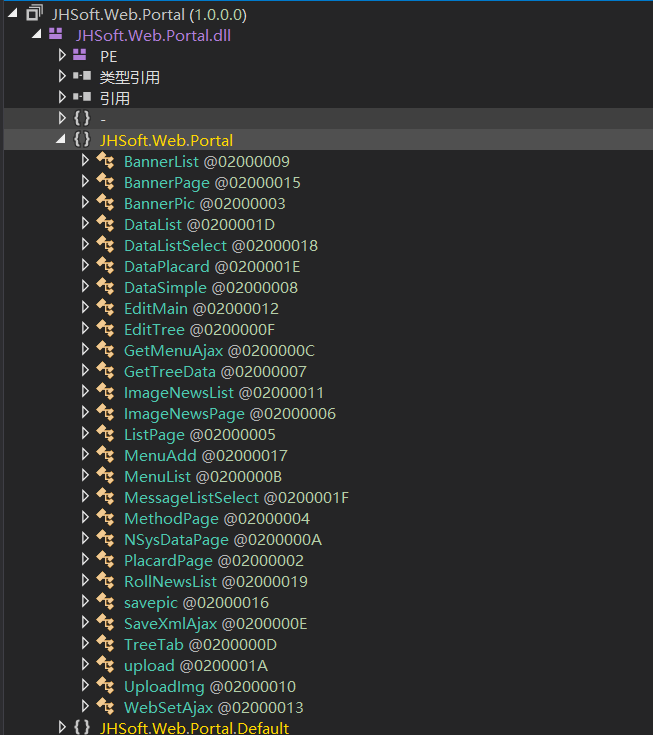 JHSoft.Web.Portal (1.0.0.0)
JHSoft.Web.Portal.dll
PE
类型引用
引用
{ } -
{ } JHSoft.Web.Portal
BannerList @02000009
BannerPage @02000015
BannerPic @02000003
DataList @0200001D
DataListSelect @02000018
DataPlacard @0200001E
DataSimple @02000008
EditMain @02000012
EditTree @0200000F
GetMenuAjax @0200000C
GetTreeData @02000007
ImageNewsList @02000011
ImageNewsPage @02000006
ListPage @02000005
MenuAdd @02000017
MenuList @0200000B
MessageListSelect @0200001F
MethodPage @02000004
NSysDataPage @0200000A
PlacardPage @02000002
RollNewsList @02000019
savepic @02000016
SaveXmlAjax @0200000E
TreeTab @0200000D
upload @0200001A
UploadImg @02000010
WebSetAjax @02000013
{ } JHSoft.Web.Portal.Default